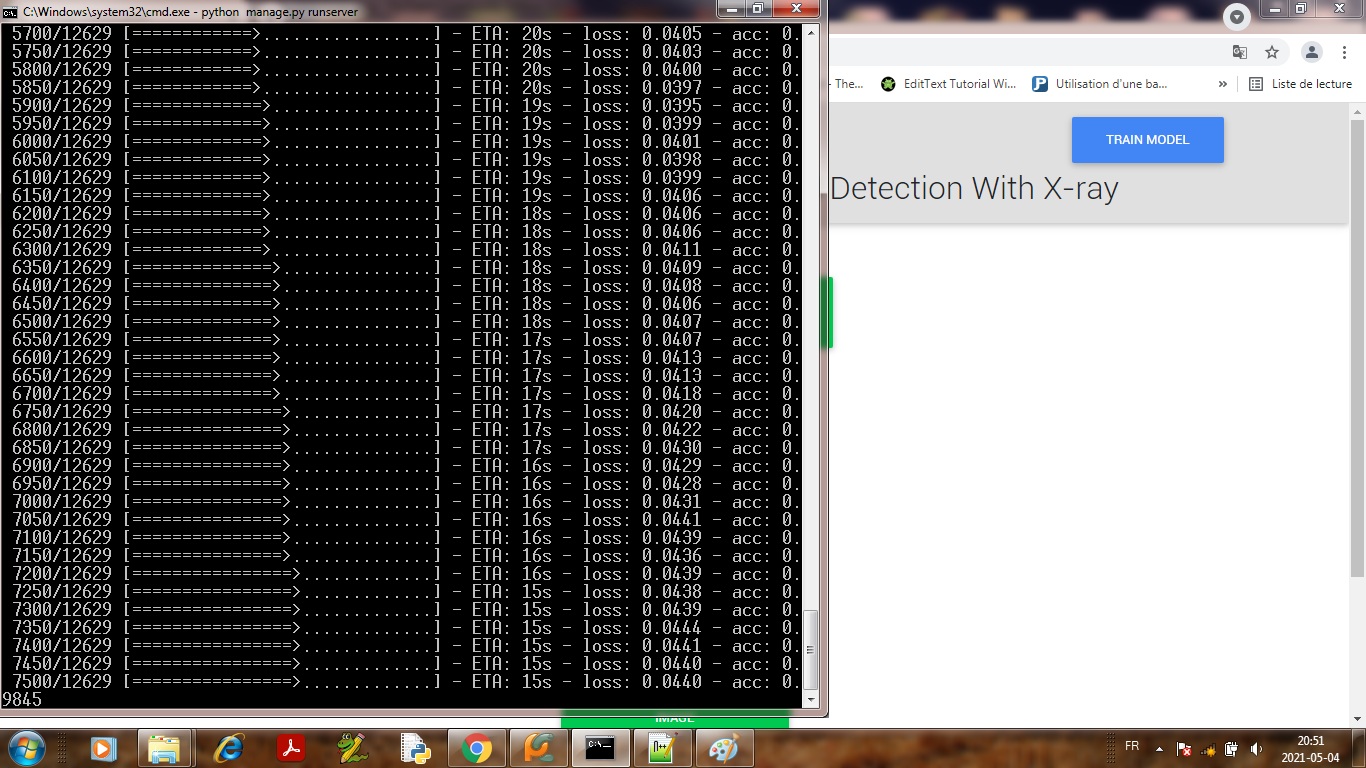 C:\Windows\system32\cmd.exe - python  manage.py runserver
5700/12629 [============>.................] - ETA: 20s - loss: 0.0405 - acc: 0.
5750/12629 [============>.................] - ETA: 20s - loss: 0.0403 - acc: 0.
5800/12629 [============>.................] - ETA: 20s - loss: 0.0400 - acc: 0.
5850/12629 [============>.................] - ETA: 20s - loss: 0.0397 - acc: 0.
5900/12629 [=============>................] - ETA: 19s - loss: 0.0395 - acc: 0.
5950/12629 [=============>................] - ETA: 19s - loss: 0.0399 - acc: 0.
6000/12629 [=============>................] - ETA: 19s - loss: 0.0401 - acc: 0.
6050/12629 [=============>................] - ETA: 19s - loss: 0.0398 - acc: 0.
6100/12629 [=============>................] - ETA: 19s - loss: 0.0399 - acc: 0.
6150/12629 [=============>................] - ETA: 19s - loss: 0.0406 - acc: 0.
6200/12629 [=============>................] - ETA: 18s - loss: 0.0406 - acc: 0.
6250/12629 [=============>................] - ETA: 18s - loss: 0.0406 - acc: 0.
6300/12629 [=============>................] - ETA: 18s - loss: 0.0411 - acc: 0.
6350/12629 [==============>...............] - ETA: 18s - loss: 0.0409 - acc: 0.
6400/12629 [==============>...............] - ETA: 18s - loss: 0.0408 - acc: 0.
6450/12629 [==============>...............] - ETA: 18s - loss: 0.0406 - acc: 0.
6500/12629 [==============>...............] - ETA: 18s - loss: 0.0407 - acc: 0.
6550/12629 [==============>...............] - ETA: 17s - loss: 0.0407 - acc: 0.
6600/12629 [==============>...............] - ETA: 17s - loss: 0.0413 - acc: 0.
6650/12629 [==============>...............] - ETA: 17s - loss: 0.0413 - acc: 0.
6700/12629 [==============>...............] - ETA: 17s - loss: 0.0418 - acc: 0.
6750/12629 [===============>..............] - ETA: 17s - loss: 0.0420 - acc: 0.
6800/12629 [===============>..............] - ETA: 17s - loss: 0.0422 - acc: 0.
6850/12629 [===============>..............] - ETA: 17s - loss: 0.0430 - acc: 0.
6900/12629 [===============>..............] - ETA: 16s - loss: 0.0429 - acc: 0.
6950/12629 [===============>..............] - ETA: 16s - loss: 0.0428 - acc: 0.
7000/12629 [===============>..............] - ETA: 16s - loss: 0.0431 - acc: 0.
7050/12629 [===============>..............] - ETA: 16s - loss: 0.0441 - acc: 0.
7100/12629 [===============>..............] - ETA: 16s - loss: 0.0439 - acc: 0.
7150/12629 [===============>..............] - ETA: 16s - loss: 0.0436 - acc: 0.
7200/12629 [================>.............] - ETA: 16s - loss: 0.0439 - acc: 0.
7250/12629 [================>.............] - ETA: 15s - loss: 0.0438 - acc: 0.
7300/12629 [================>.............] - ETA: 15s - loss: 0.0439 - acc: 0.
7350/12629 [================>.............] - ETA: 15s - loss: 0.0444 - acc: 0.
7400/12629 [================>.............] - ETA: 15s - loss: 0.0441 - acc: 0.
7450/12629 [================>.............] - ETA: 15s - loss: 0.0440 - acc: 0.
7500/12629 [================>.............] - ETA: 15s - loss: 0.0440 - acc: 0.
9845
- The... EditText Tutorial Wi... Utilisation d'une ba... » Liste de lecture
TRAIN MODEL
Detection With X-ray
IMAGE
FR 20:51
2021-05-04